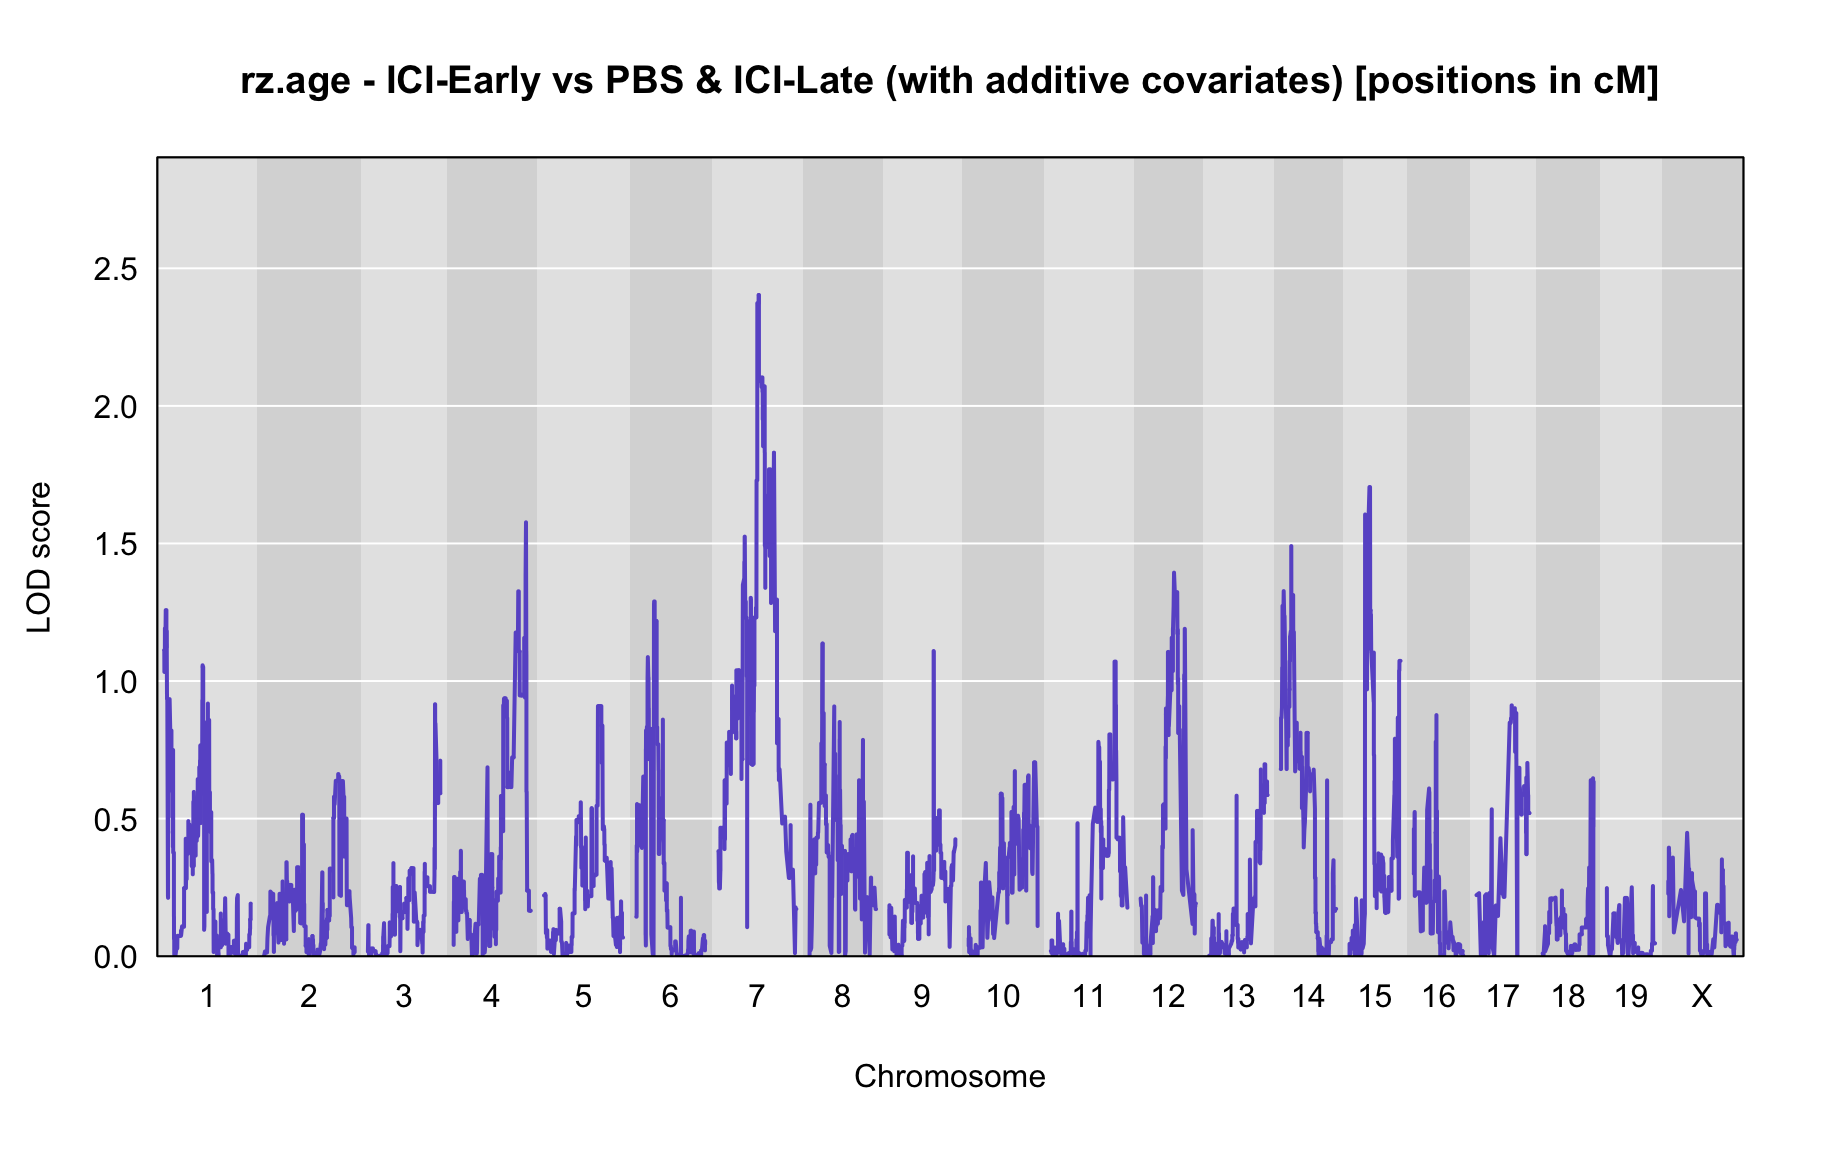 rz.age - ICI-Early vs PBS & ICI-Late (with additive covariates) [positions in cM]
2.5
2.0
1.5
1.0
0.5
0.0
LOD score
1 2 3 4 5 6 7 8 9 10 11 12 13 14 15 16 17 18 19 X
Chromosome